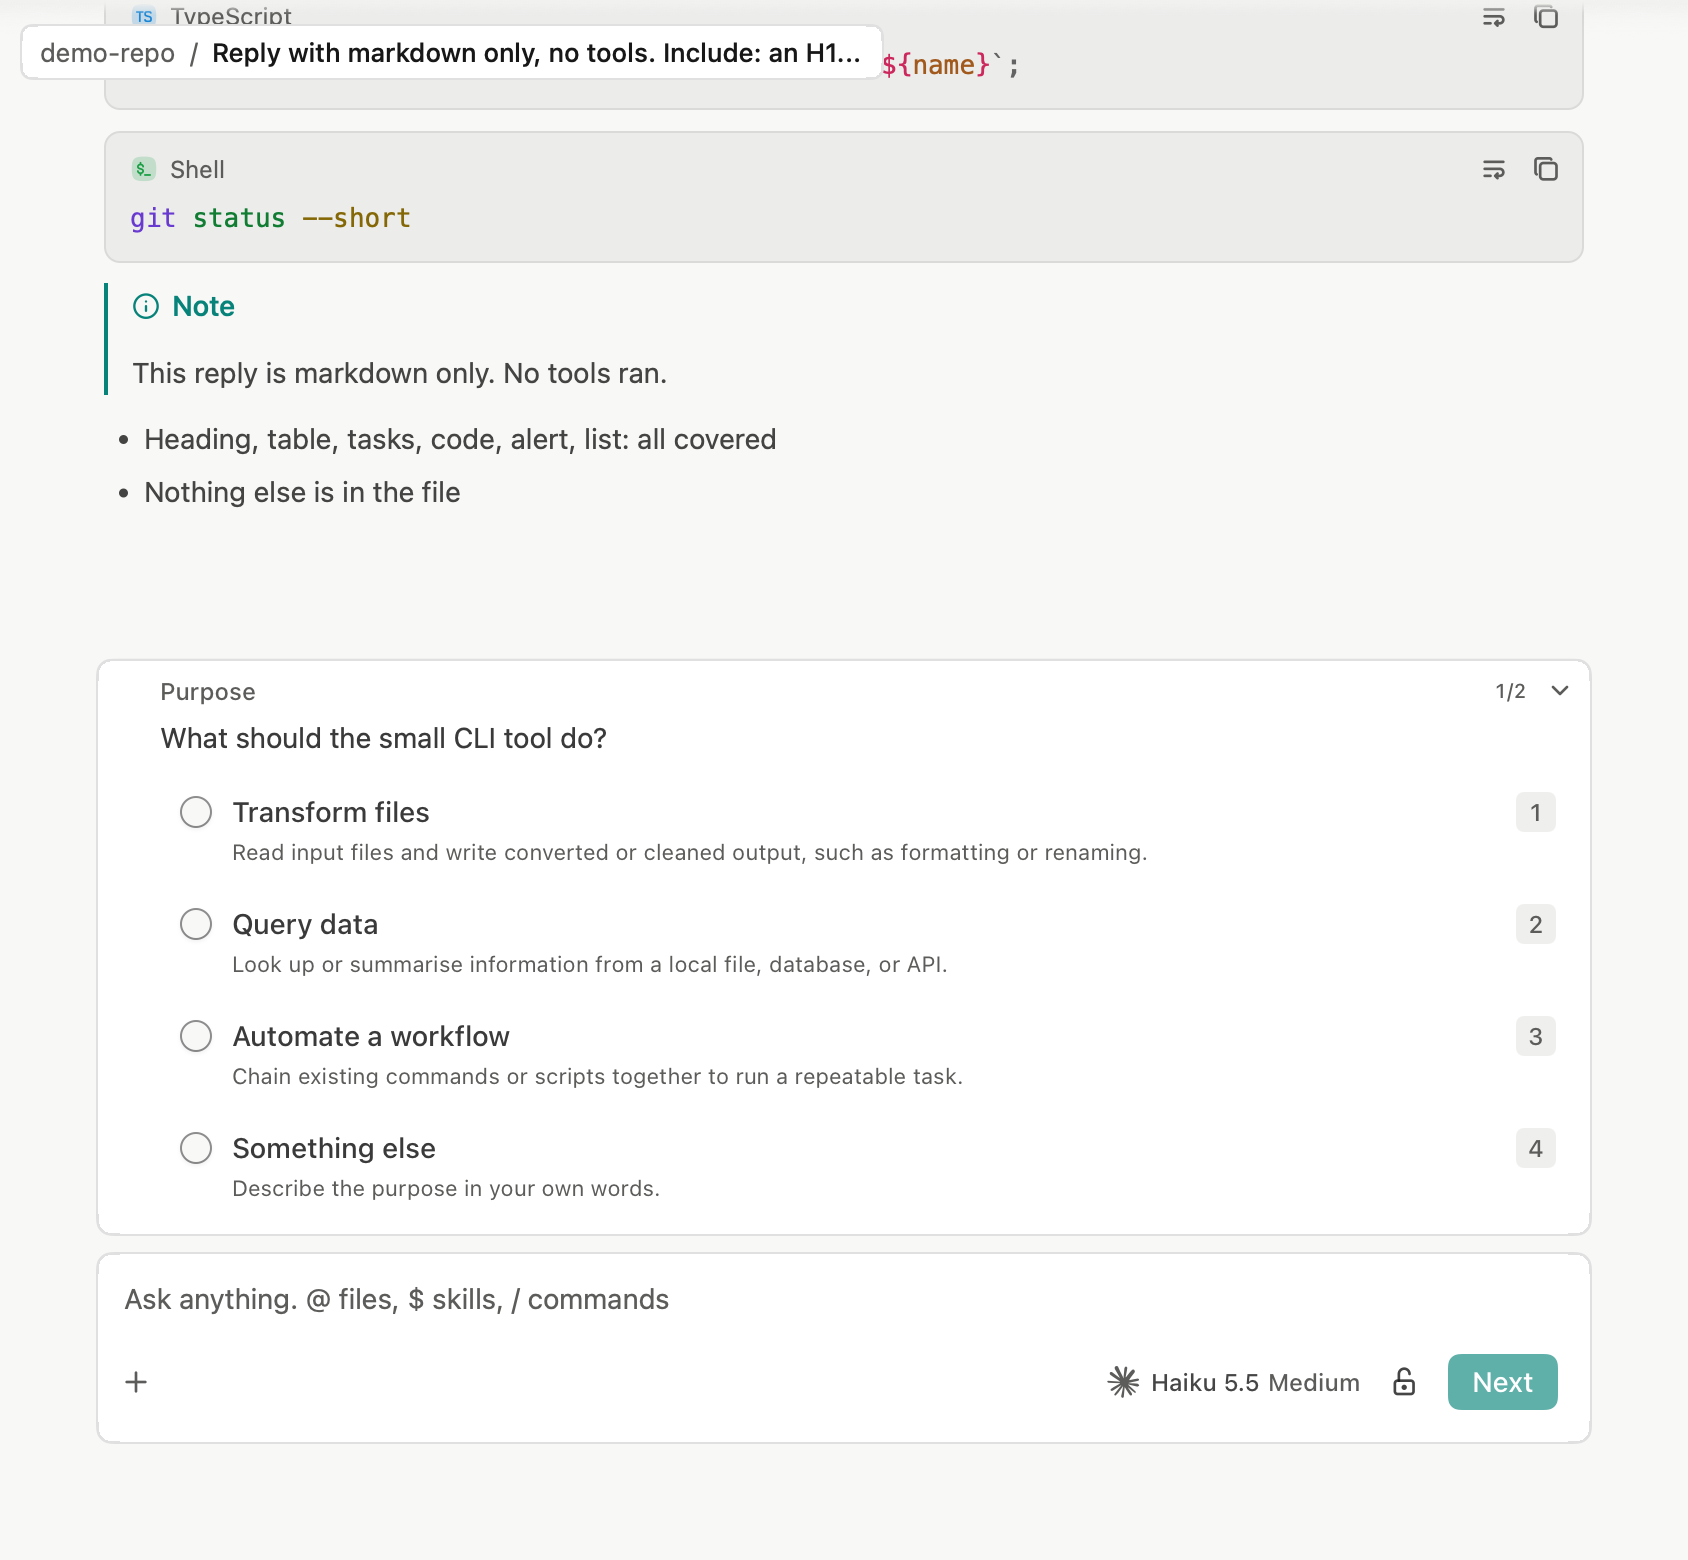 TS TypeScript
demo-repo / Reply with markdown only, no tools. Include: an H1...
${name}`;
$_ Shell
git status --short
Note
This reply is markdown only. No tools ran.
• Heading, table, tasks, code, alert, list: all covered
• Nothing else is in the file
Purpose 1/2
What should the small CLI tool do?
Transform files 1
Read input files and write converted or cleaned output, such as formatting or renaming.
Query data 2
Look up or summarise information from a local file, database, or API.
Automate a workflow 3
Chain existing commands or scripts together to run a repeatable task.
Something else 4
Describe the purpose in your own words.
Ask anything. @ files, $ skills, / commands
Haiku 5.5 Medium Next